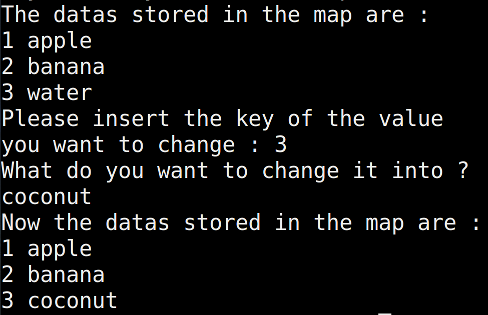 The datas stored in the map are :
1 apple
2 banana
3 water
Please insert the key of the value
you want to change : 3
What do you want to change it into ?
coconut
Now the datas stored in the map are :
1 apple
2 banana
3 coconut